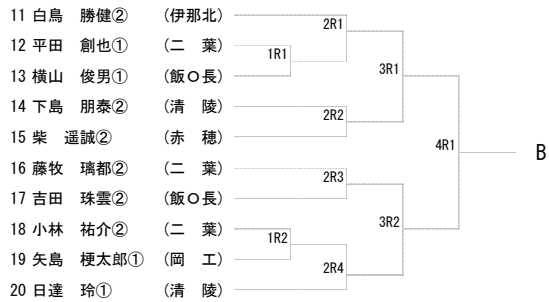 11 白鳥　勝健② (伊那北)
2R1
12 平田　創也① (二　葉)
1R1
13 横山　俊男① (飯O長)
3R1
14 下島　朋泰② (清　陵)
2R2
15 柴　遥誠② (赤　穂)
4R1
B
16 藤牧　璃都② (二　葉)
2R3
17 吉田　珠雲② (飯O長)
3R2
18 小林　祐介② (二　葉)
1R2
19 矢島　梗太郎① (岡　工)
2R4
20 日達　玲① (清　陵)